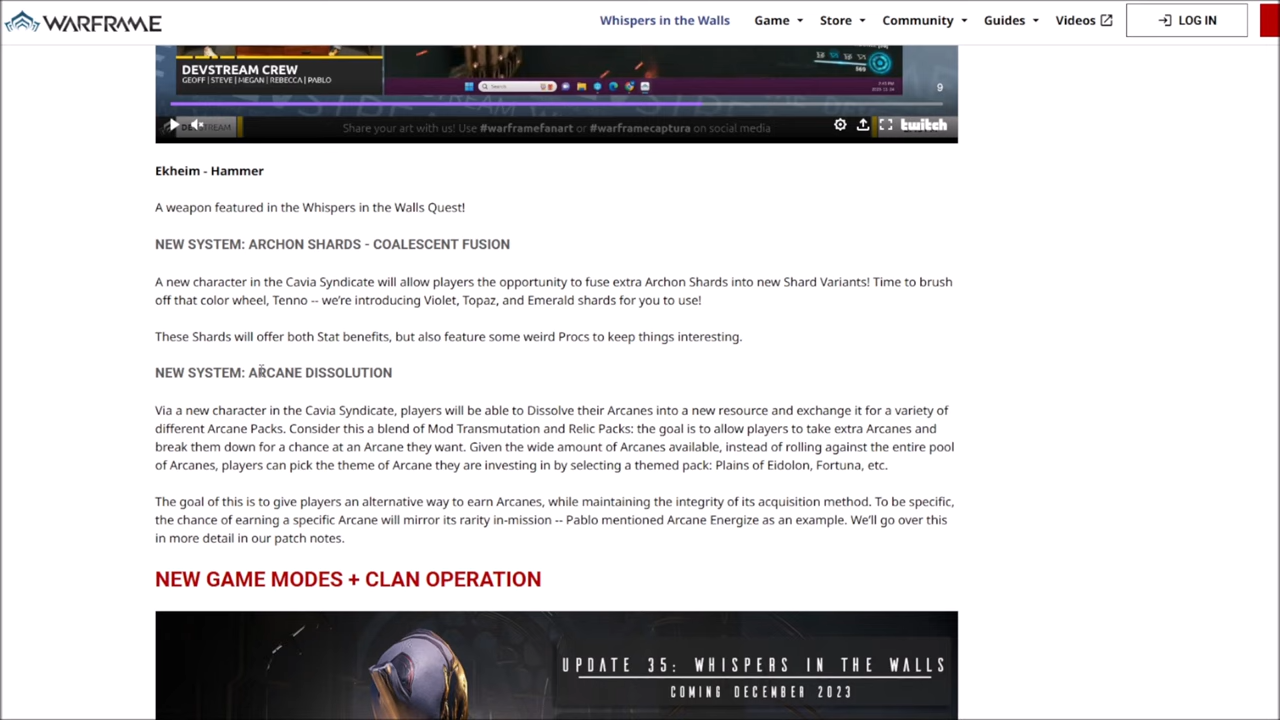 WARFRAME
Whispers in the Walls Game Store Community Guides Videos LOG IN
DEVSTREAM CREW
GEOFF | STEVE | MEGAN | REBECCA | PABLO
Search
9
Share your art with us! Use #warframefanart or #warframecaptura on social media
twitch
Ekheim - Hammer
A weapon featured in the Whispers in the Walls Quest!
NEW SYSTEM: ARCHON SHARDS - COALESCENT FUSION
A new character in the Cavia Syndicate will allow players the opportunity to fuse extra Archon Shards into new Shard Variants! Time to brush
off that color wheel, Tenno -- we're introducing Violet, Topaz, and Emerald shards for you to use!
These Shards will offer both Stat benefits, but also feature some weird Procs to keep things interesting.
NEW SYSTEM: ARCANE DISSOLUTION
Via a new character in the Cavia Syndicate, players will be able to Dissolve their Arcanes into a new resource and exchange it for a variety of
different Arcane Packs. Consider this a blend of Mod Transmutation and Relic Packs: the goal is to allow players to take extra Arcanes and
break them down for a chance at an Arcane they want. Given the wide amount of Arcanes available, instead of rolling against the entire pool
of Arcanes, players can pick the theme of Arcane they are investing in by selecting a themed pack: Plains of Eidolon, Fortuna, etc.
The goal of this is to give players an alternative way to earn Arcanes, while maintaining the integrity of its acquisition method. To be specific,
the chance of earning a specific Arcane will mirror its rarity in-mission -- Pablo mentioned Arcane Energize as an example. We'll go over this
in more detail in our patch notes.
NEW GAME MODES + CLAN OPERATION
UPDATE 35: WHISPERS IN THE WALLS
COMING DECEMBER 2023